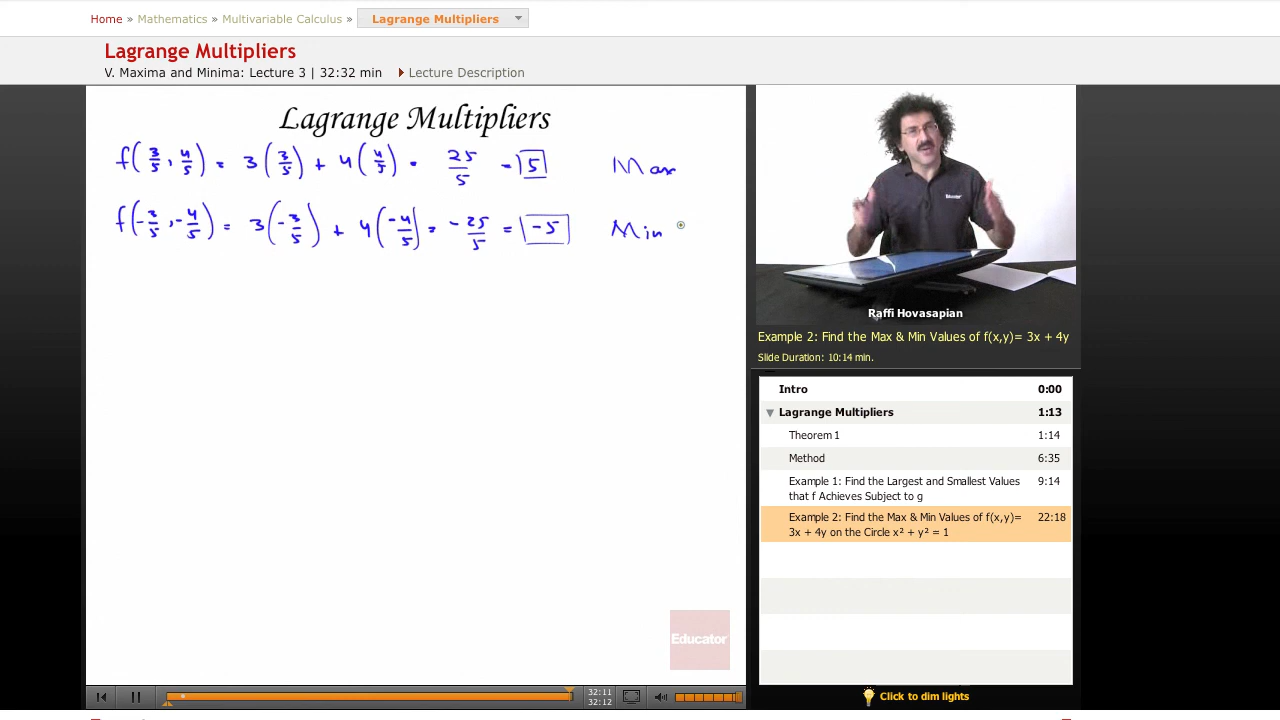 Home » Mathematics » Multivariable Calculus » Lagrange Multipliers
Lagrange Multipliers
V. Maxima and Minima: Lecture 3 | 32:32 min Lecture Description
Lagrange Multipliers
f(3/5, 4/5) = 3(3/5) + 4(4/5) = 25/5 = 5 Max
f(-3/5, -4/5) = 3(-3/5) + 4(-4/5) = -25/5 = -5 Min
Educator
Educator
Raffi Hovasapian
Example 2: Find the Max & Min Values of f(x,y)= 3x + 4y
Slide Duration: 10:14 min.
Intro 0:00
Lagrange Multipliers 1:13
Theorem 1 1:14
Method 6:35
Example 1: Find the Largest and Smallest Values 9:14
that f Achieves Subject to g
Example 2: Find the Max & Min Values of f(x,y)= 22:18
3x + 4y on the Circle x² + y² = 1
32:11
32:12
Click to dim lights